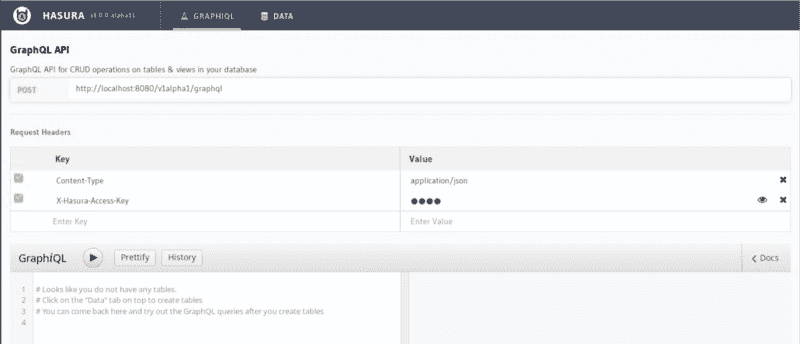 HASURA v1.0.0-alpha11 GRAPHIQL DATA
GraphQL API
GraphQL API for CRUD operations on tables & views in your database
POST http://localhost:8080/v1alpha1/graphql
Request Headers
Key Value
Content-Type application/json
X-Hasura-Access-Key ●●●●
Enter Key Enter Value
GraphiQL Prettify History Docs
1 # Looks like you do not have any tables.
2 # Click on the "Data" tab on top to create tables
3 # You can come back here and try out the GraphQL queries after you create tables
4